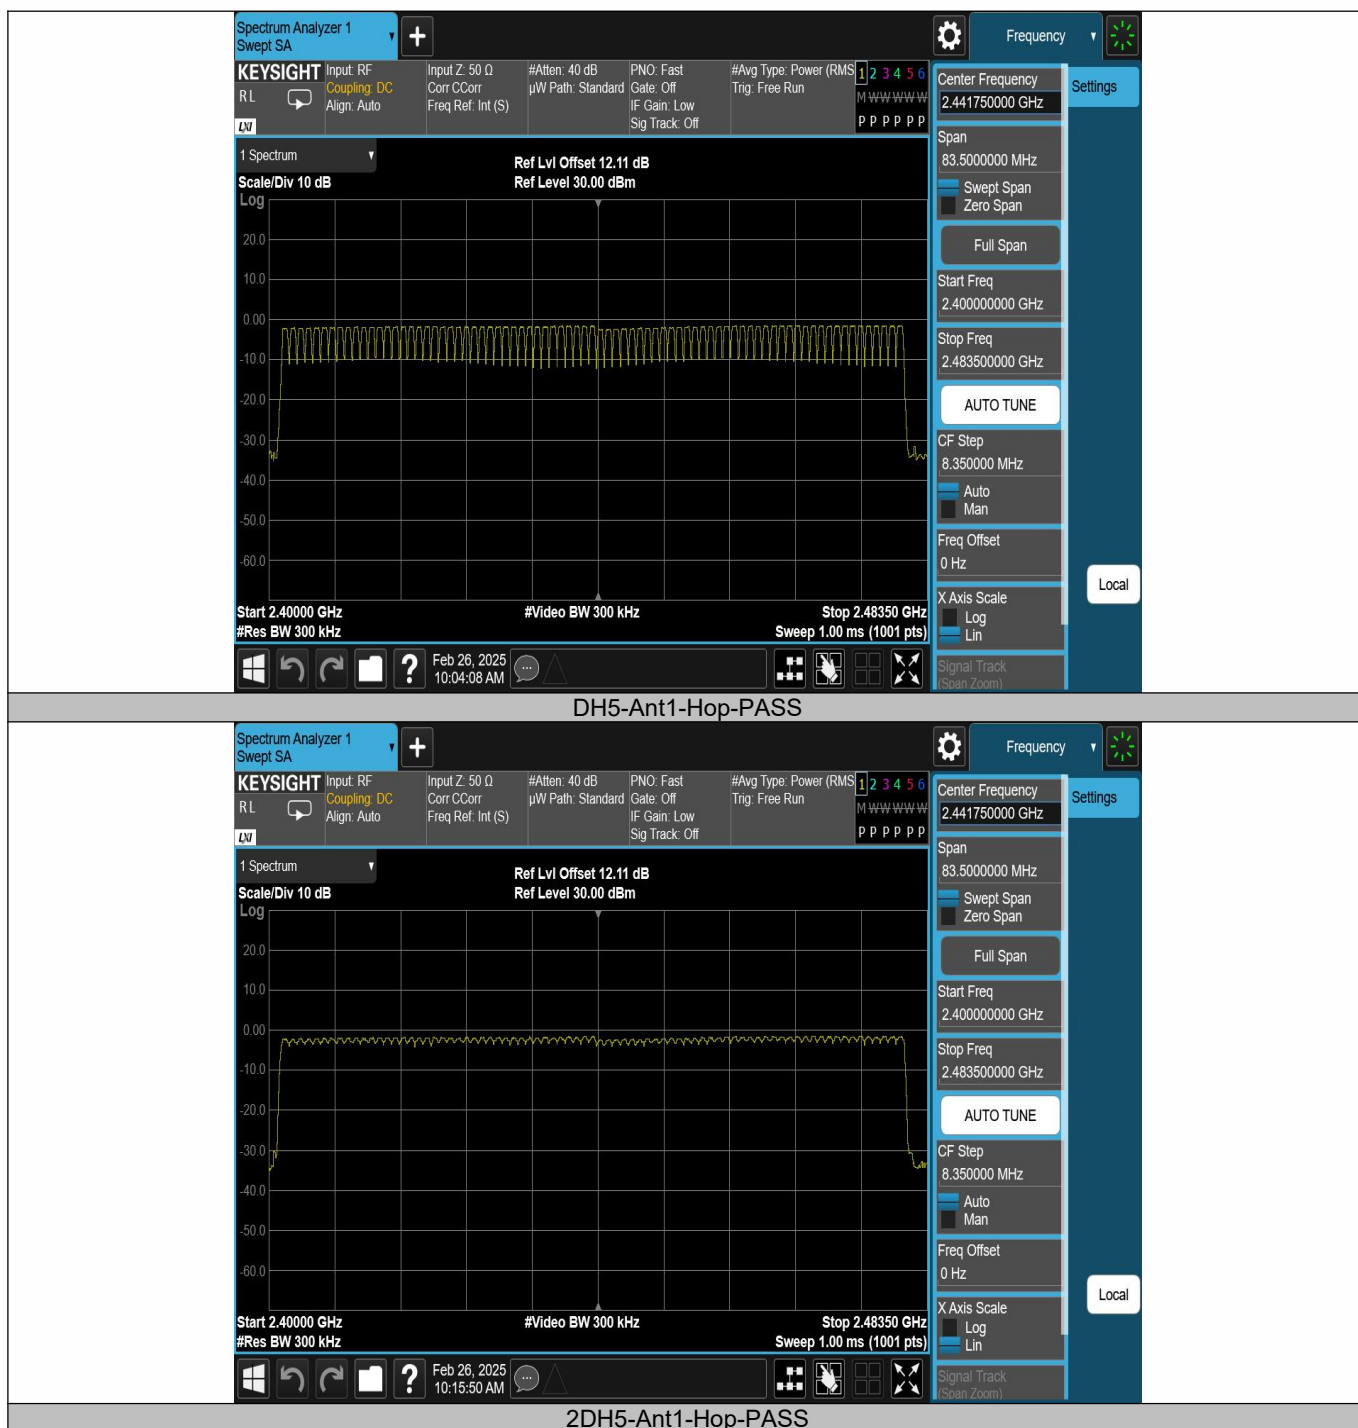 Spectrum Analyzer 1
Swept SA
Frequency
KEYSIGHT
RL
LXI
Input: RF
Coupling: DC
Align: Auto
Input Z: 50 Ω
Corr CCorr
Freq Ref: Int (S)
#Atten: 40 dB
µW Path: Standard
PNO: Fast
Gate: Off
IF Gain: Low
Sig Track: Off
#Avg Type: Power (RMS
Trig: Free Run
1 2 3 4 5 6
M W W W W W
P P P P P P
1 Spectrum
Scale/Div 10 dB
Log
Ref Lvl Offset 12.11 dB
Ref Level 30.00 dBm
20.0
10.0
0.00
-10.0
-20.0
-30.0
-40.0
-50.0
-60.0
Start 2.40000 GHz
#Res BW 300 kHz
#Video BW 300 kHz
Stop 2.48350 GHz
Sweep 1.00 ms (1001 pts)
Feb 26, 2025
10:04:08 AM
Center Frequency
2.441750000 GHz
Span
83.5000000 MHz
Swept Span
Zero Span
Full Span
Start Freq
2.400000000 GHz
Stop Freq
2.483500000 GHz
AUTO TUNE
CF Step
8.350000 MHz
Auto
Man
Freq Offset
0 Hz
X Axis Scale
Log
Lin
Signal Track
(Span Zoom)
Settings
Local
DH5-Ant1-Hop-PASS
Spectrum Analyzer 1
Swept SA
Frequency
KEYSIGHT
RL
LXI
Input: RF
Coupling: DC
Align: Auto
Input Z: 50 Ω
Corr CCorr
Freq Ref: Int (S)
#Atten: 40 dB
µW Path: Standard
PNO: Fast
Gate: Off
IF Gain: Low
Sig Track: Off
#Avg Type: Power (RMS
Trig: Free Run
1 2 3 4 5 6
M W W W W W
P P P P P P
1 Spectrum
Scale/Div 10 dB
Log
Ref Lvl Offset 12.11 dB
Ref Level 30.00 dBm
20.0
10.0
0.00
-10.0
-20.0
-30.0
-40.0
-50.0
-60.0
Start 2.40000 GHz
#Res BW 300 kHz
#Video BW 300 kHz
Stop 2.48350 GHz
Sweep 1.00 ms (1001 pts)
Feb 26, 2025
10:15:50 AM
Center Frequency
2.441750000 GHz
Span
83.5000000 MHz
Swept Span
Zero Span
Full Span
Start Freq
2.400000000 GHz
Stop Freq
2.483500000 GHz
AUTO TUNE
CF Step
8.350000 MHz
Auto
Man
Freq Offset
0 Hz
X Axis Scale
Log
Lin
Signal Track
(Span Zoom)
Settings
Local
2DH5-Ant1-Hop-PASS